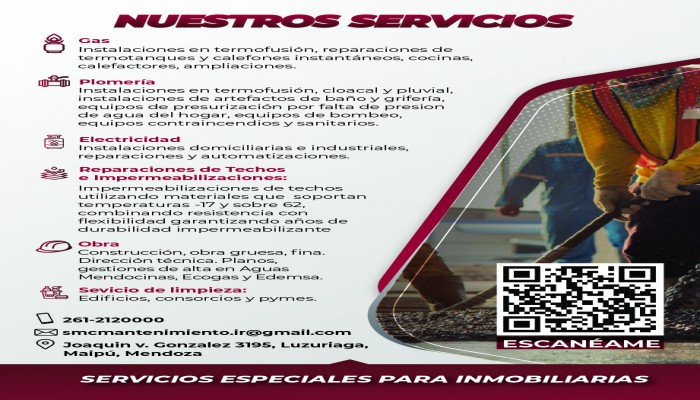 NUESTROS SERVICIOS
Gas
Instalaciones en termofusión, reparaciones de
termotanques y calefones instantáneos, cocinas,
calefactores, ampliaciones.
Plomería
Instalaciones en termofusión, cloacal y pluvial,
instalaciones de artefactos de baño y grifería,
equipos de presurización por falta de presion
de agua del hogar, equipos de bombeo,
equipos contraincendios y sanitarios.
Electricidad
Instalaciones domiciliarias e industriales,
reparaciones y automatizaciones.
Reparaciones de Techos
e Impermeabilizaciones:
Impermeabilizaciones de techos
utilizando materiales que soportan
temperaturas -17 y sobre 62,
combinando resistencia con
flexibilidad garantizando años de
durabilidad impermeabilizante
Obra
Construcción, obra gruesa, fina.
Dirección técnica. Planos,
gestiones de alta en Aguas
Mendocinas, Ecogas y Edemsa.
Sevicio de limpieza:
Edificios, consorcios y pymes.
261-2120000
smcmantenimiento.ir@gmail.com
Joaquin v. Gonzalez 3195, Luzuriaga,
Maipú, Mendoza
ESCANÉAME
SERVICIOS ESPECIALES PARA INMOBILIARIAS